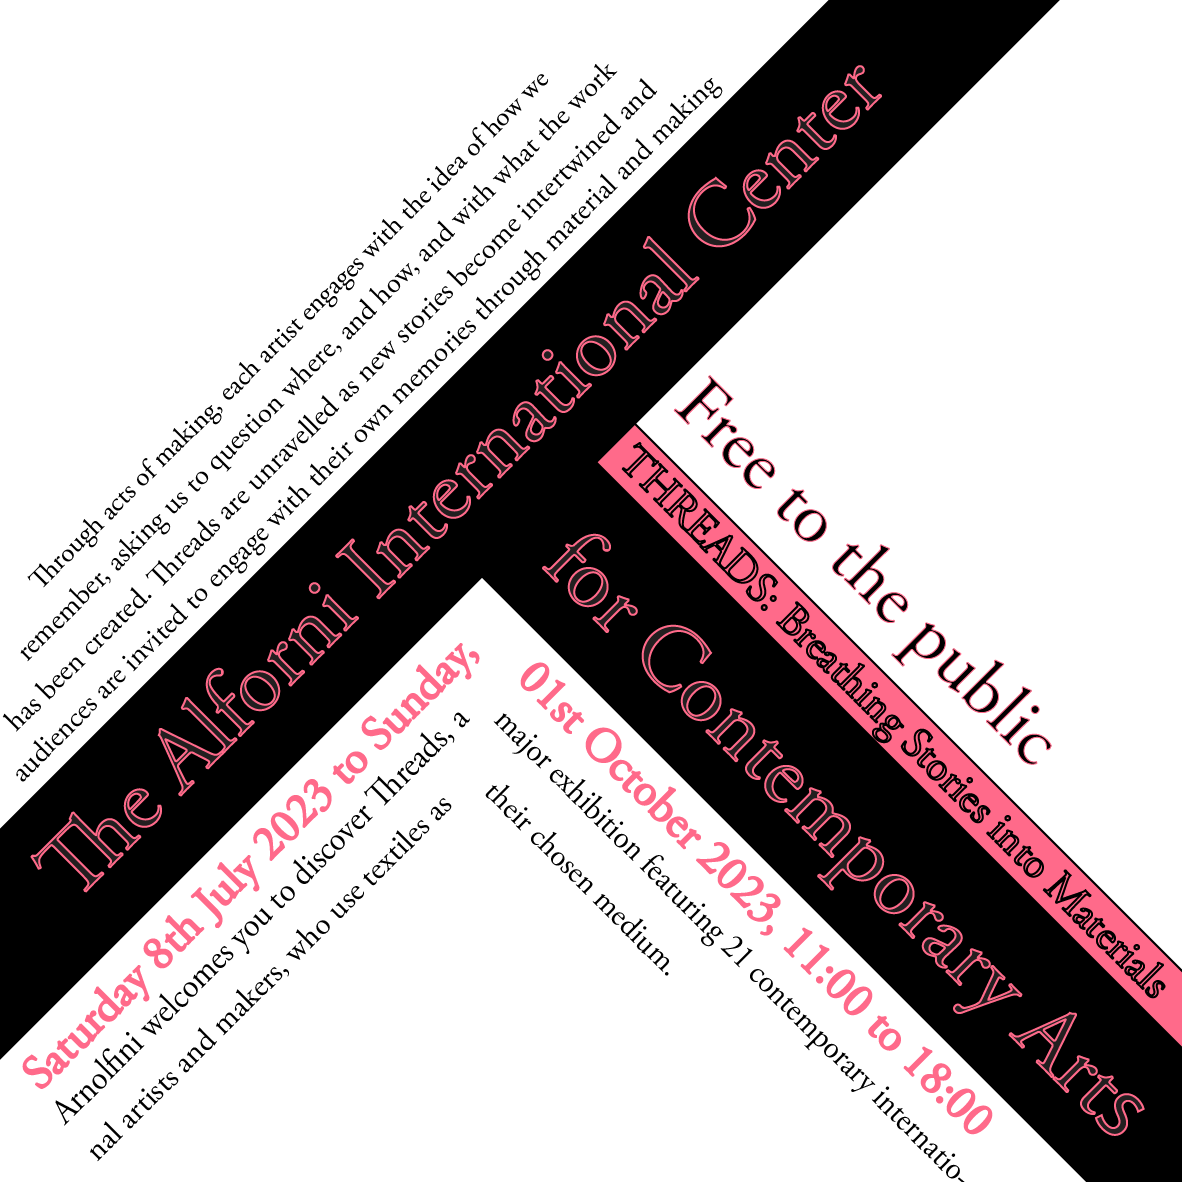 Through acts of making, each artist engages with the idea of how we
remember, asking us to question where, and how, and with what the work
has been created. Threads are unravelled as new stories become intertwined and
audiences are invited to engage with their own memories through material and making
The Alforni International Center
for Contemporary Arts
Free to the public
THREADS: Breathing Stories into Materials
Saturday 8th July 2023 to Sunday,
01st October 2023, 11:00 to 18:00
Arnolfini welcomes you to discover Threads, a
major exhibition featuring 21 contemporary internatio-
nal artists and makers, who use textiles as
their chosen medium.